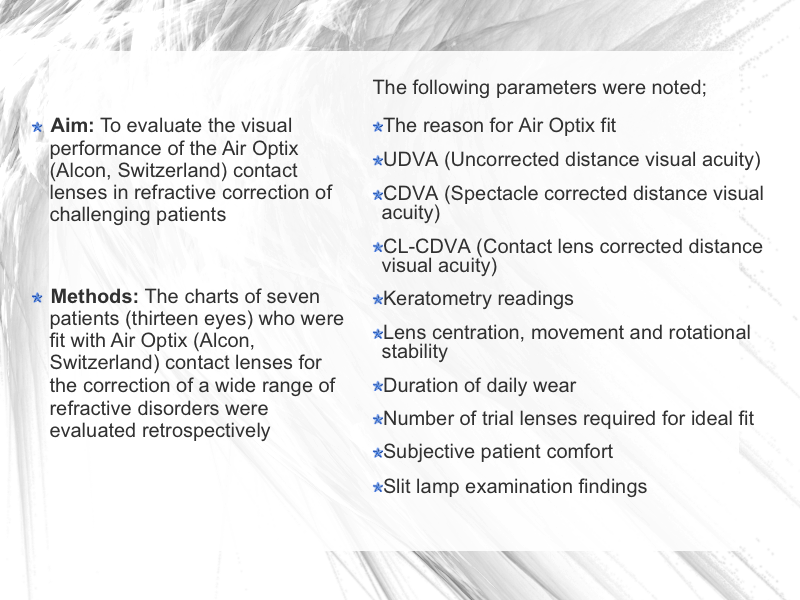 Aim: To evaluate the visual
performance of the Air Optix
(Alcon, Switzerland) contact
lenses in refractive correction of
challenging patients
Methods: The charts of seven
patients (thirteen eyes) who were
fit with Air Optix (Alcon,
Switzerland) contact lenses for
the correction of a wide range of
refractive disorders were
evaluated retrospectively
The following parameters were noted;
The reason for Air Optix fit
UDVA (Uncorrected distance visual acuity)
CDVA (Spectacle corrected distance visual
acuity)
CL-CDVA (Contact lens corrected distance
visual acuity)
Keratometry readings
Lens centration, movement and rotational
stability
Duration of daily wear
Number of trial lenses required for ideal fit
Subjective patient comfort
Slit lamp examination findings